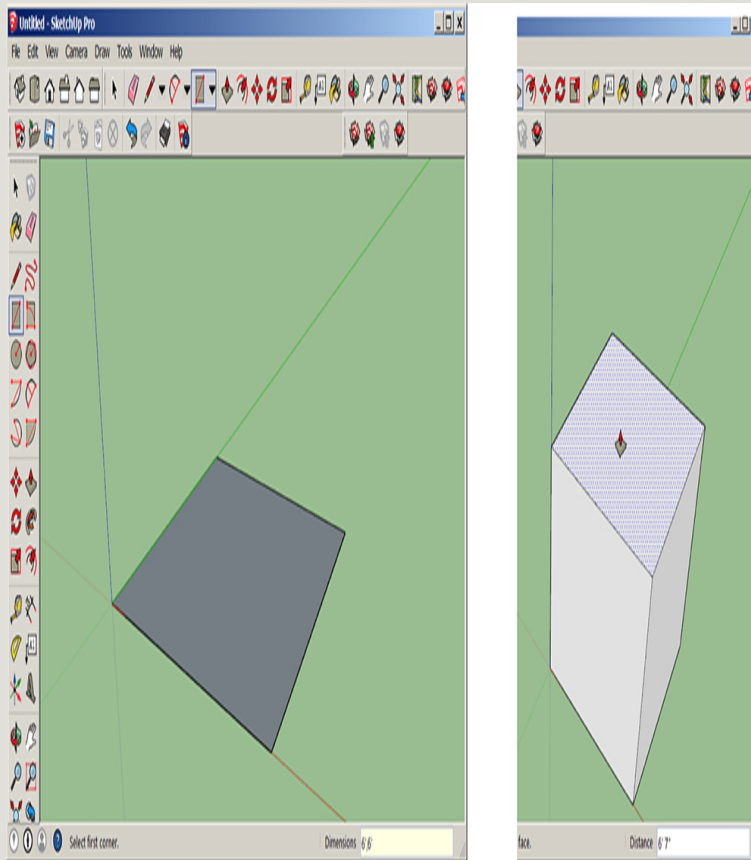 Untitled - SketchUp Pro
File Edit View Camera Draw Tools Window Help
Select first corner.
Dimensions 6',6'
face.
Distance 6' 7"